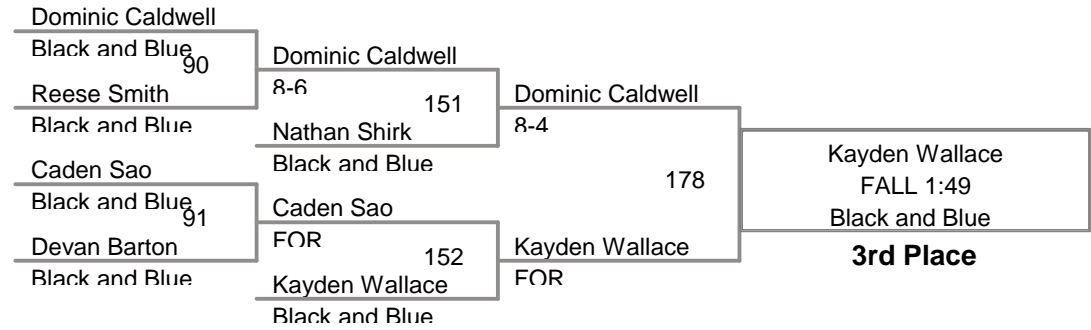 Dominic Caldwell
Black and Blue
90
Reese Smith
Black and Blue
Caden Sao
Black and Blue
91
Devan Barton
Black and Blue
Dominic Caldwell
8-6
151
Nathan Shirk
Black and Blue
Caden Sao
FOR
152
Kayden Wallace
Black and Blue
Dominic Caldwell
8-4
178
Kayden Wallace
FOR
Kayden Wallace
FALL 1:49
Black and Blue
3rd Place